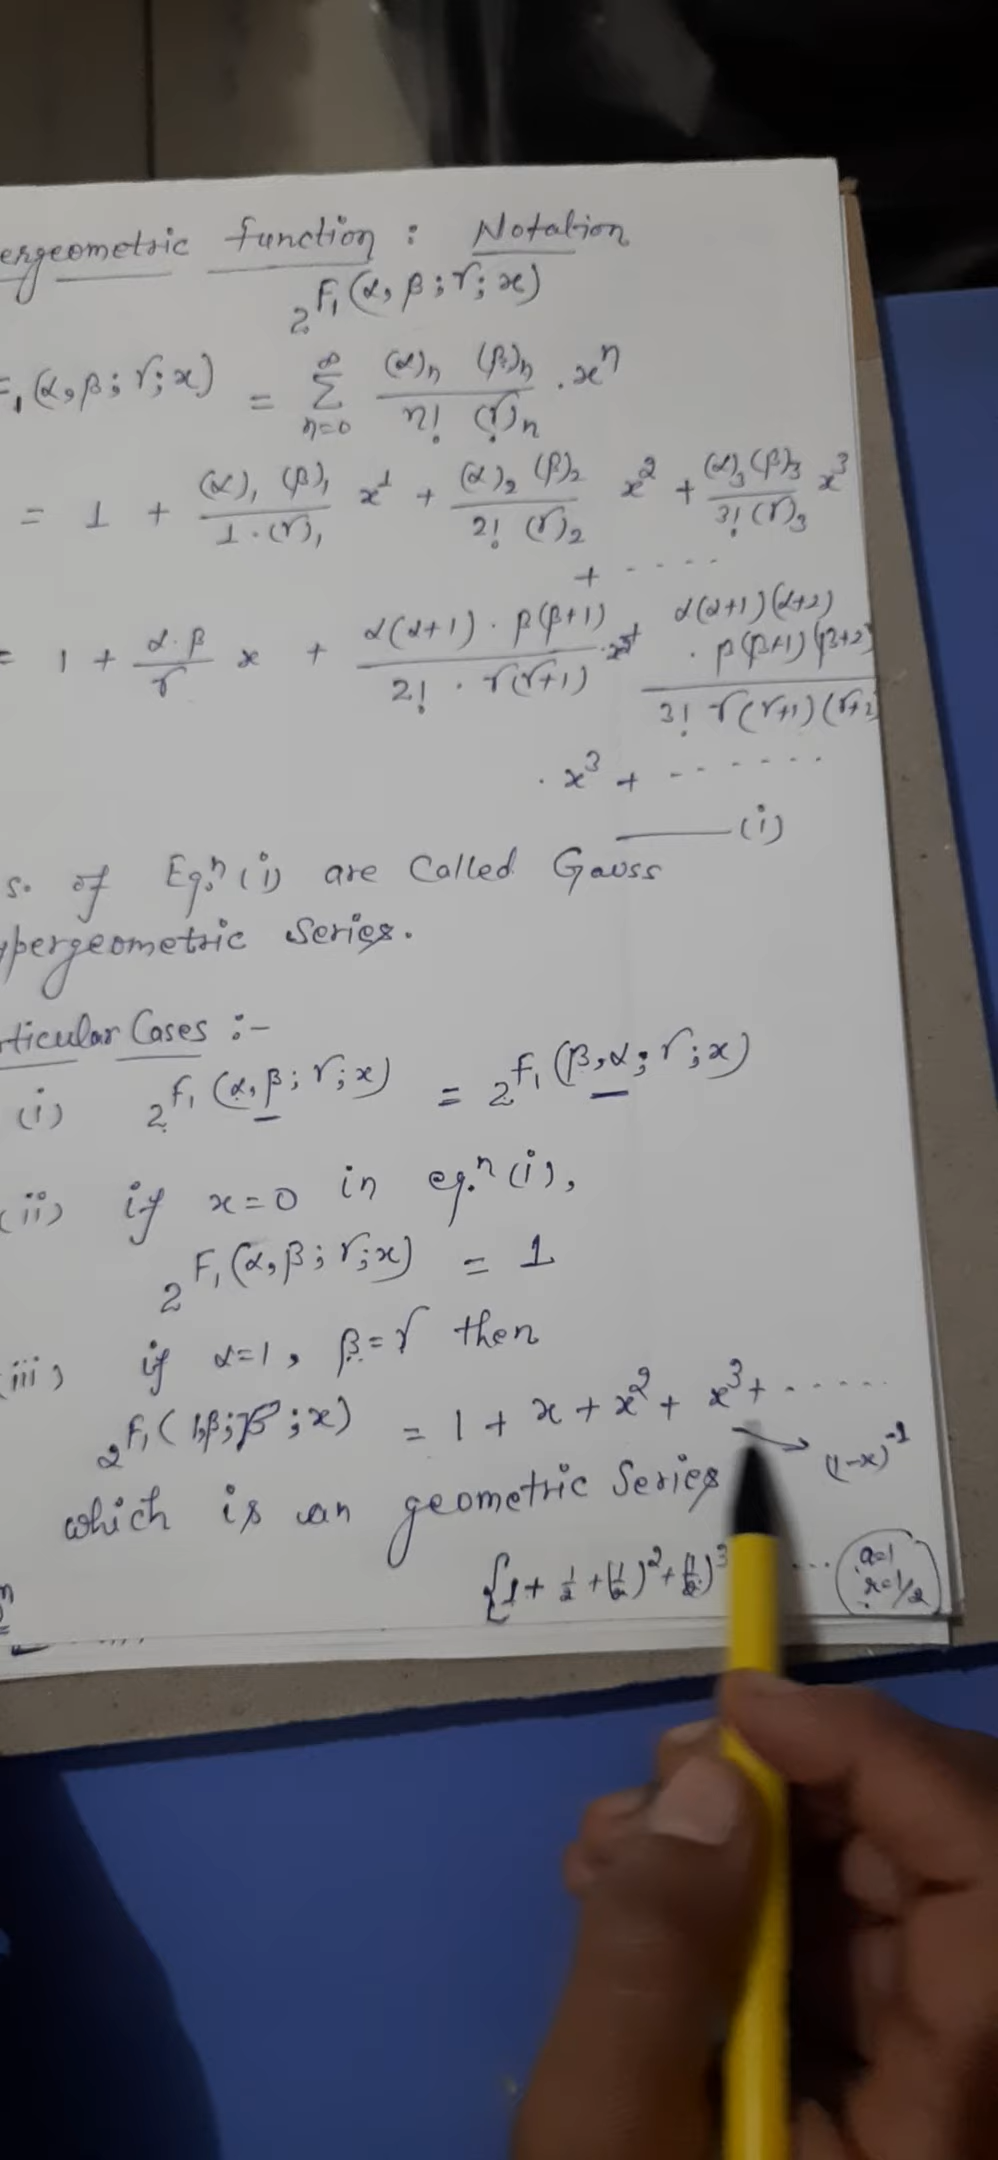 ergeometric function : Notation
₂F₁(α, β ; γ ; x)
F₁(α, β ; γ ; x) = ∑_{n=0}^{∞} (α)n (β)n / n! (γ)n . xⁿ
= 1 + (α)₁ (β)₁ / 1·(γ)₁ x¹ + (α)₂ (β)₂ / 2! (γ)₂ x² + (α)₃ (β)₃ / 3! (γ)₃ x³
+ - - - - -
= 1 + α·β / γ x + α(α+1) · β(β+1) / 2! · γ(γ+1) · x² + α(α+1)(α+2) · β(β+1)(β+2) / 3! γ(γ+1)(γ+2
. x³ + - - - - - - -
——— (i)
s. of Eq.ⁿ (i) are called Gauss
pergeometric Series.
rticular Cases :-
(i) ₂F₁(α, β ; γ ; x) = ₂F₁(β, α ; γ ; x)
(ii) if x=0 in eq.ⁿ (i),
₂F₁(α, β ; γ ; x) = 1
(iii) if α=1, β=γ then
₂F₁(1,β; β ; x) = 1 + x + x² + x³ + - - - - -
(1-x)⁻¹
which is an geometric Series
{1 + 1/2 + (1/2)² + (1/2)³ ...
a=1
r=1/2